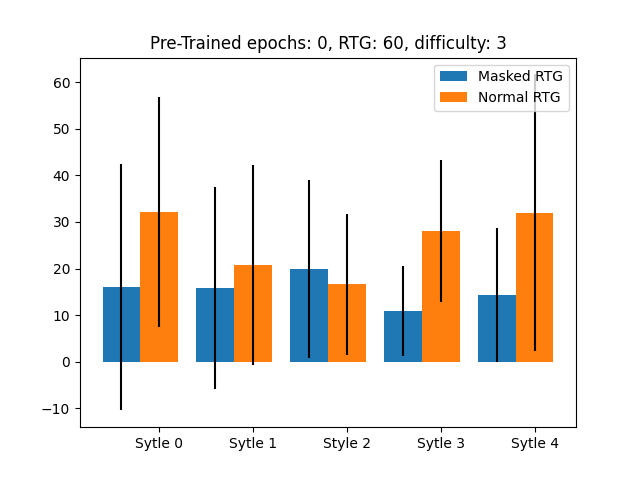 Pre-Trained epochs: 0, RTG: 60, difficulty: 3
Masked RTG
Normal RTG
60
50
40
30
20
10
0
−10
Sytle 0
Sytle 1
Style 2
Sytle 3
Sytle 4